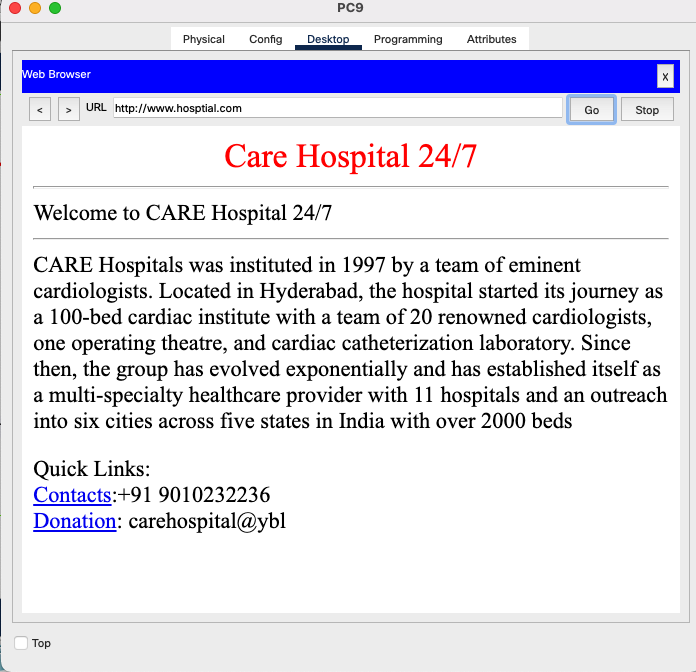 PC9
Physical Config Desktop Programming Attributes
Web Browser x
< > URL http://www.hosptial.com Go Stop
Care Hospital 24/7
Welcome to CARE Hospital 24/7
CARE Hospitals was instituted in 1997 by a team of eminent
cardiologists. Located in Hyderabad, the hospital started its journey as
a 100-bed cardiac institute with a team of 20 renowned cardiologists,
one operating theatre, and cardiac catheterization laboratory. Since
then, the group has evolved exponentially and has established itself as
a multi-specialty healthcare provider with 11 hospitals and an outreach
into six cities across five states in India with over 2000 beds
Quick Links:
Contacts:+91 9010232236
Donation: carehospital@ybl
Top